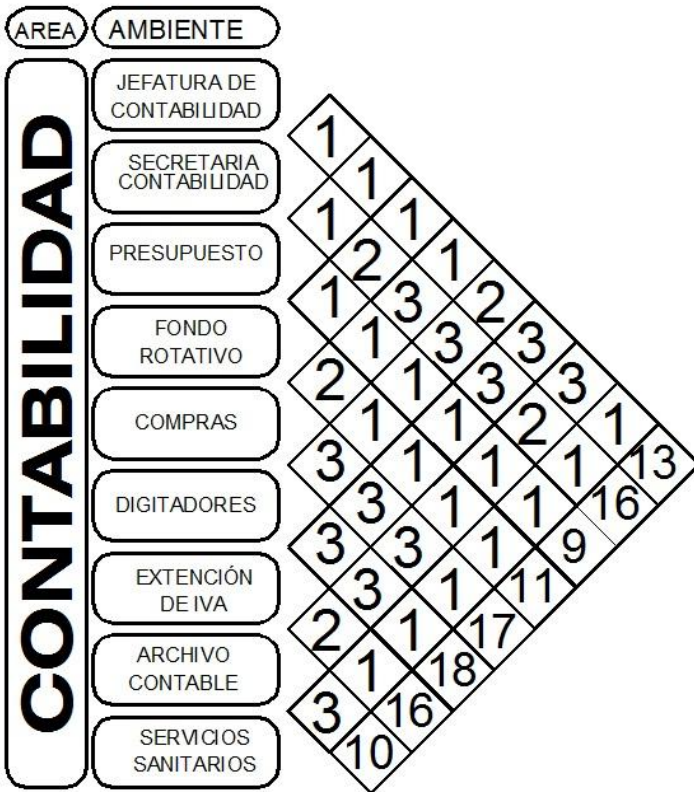 AREA
AMBIENTE
CONTABILIDAD
JEFATURA DE
CONTABILIDAD
SECRETARIA
CONTABILIDAD
PRESUPUESTO
FONDO
ROTATIVO
COMPRAS
DIGITADORES
EXTENCIÓN
DE IVA
ARCHIVO
CONTABLE
SERVICIOS
SANITARIOS
1
1
1 1
2 1
1 3 2
1 3 3
2 1 3 3
1 1 2 1
3 1 1 1 13
3 1 1 16
3 3 1 9
3 1 11
2 1 17
1 18
3 16
10